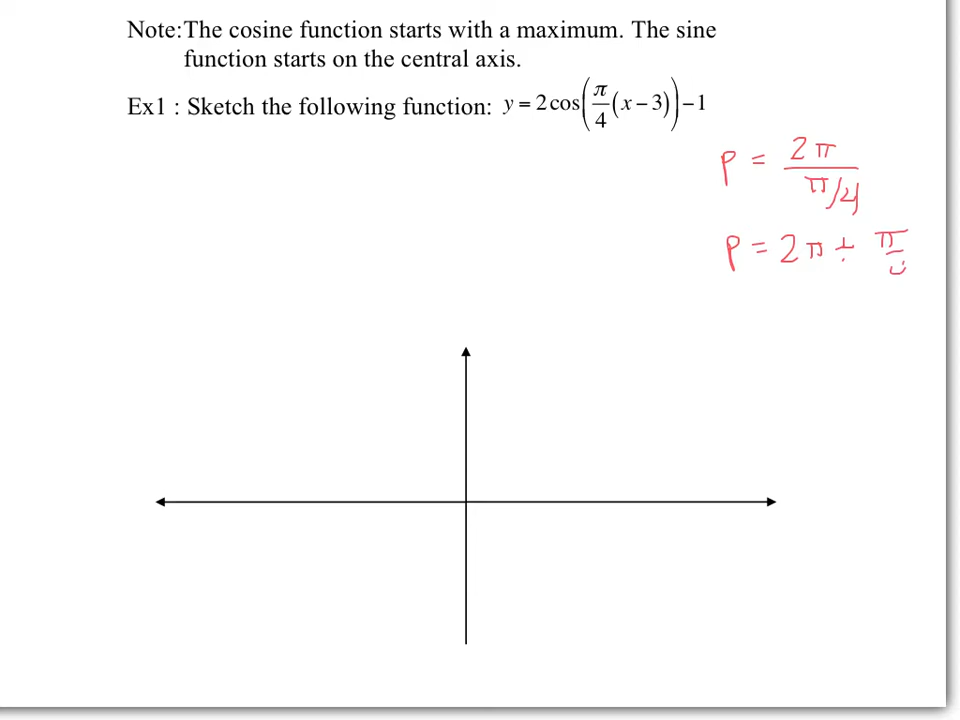 Note:The cosine function starts with a maximum. The sine
function starts on the central axis.
Ex1 : Sketch the following function: y = 2cos(π/4 (x − 3)) − 1
P = 2π / (π/4)
P = 2π ÷ π